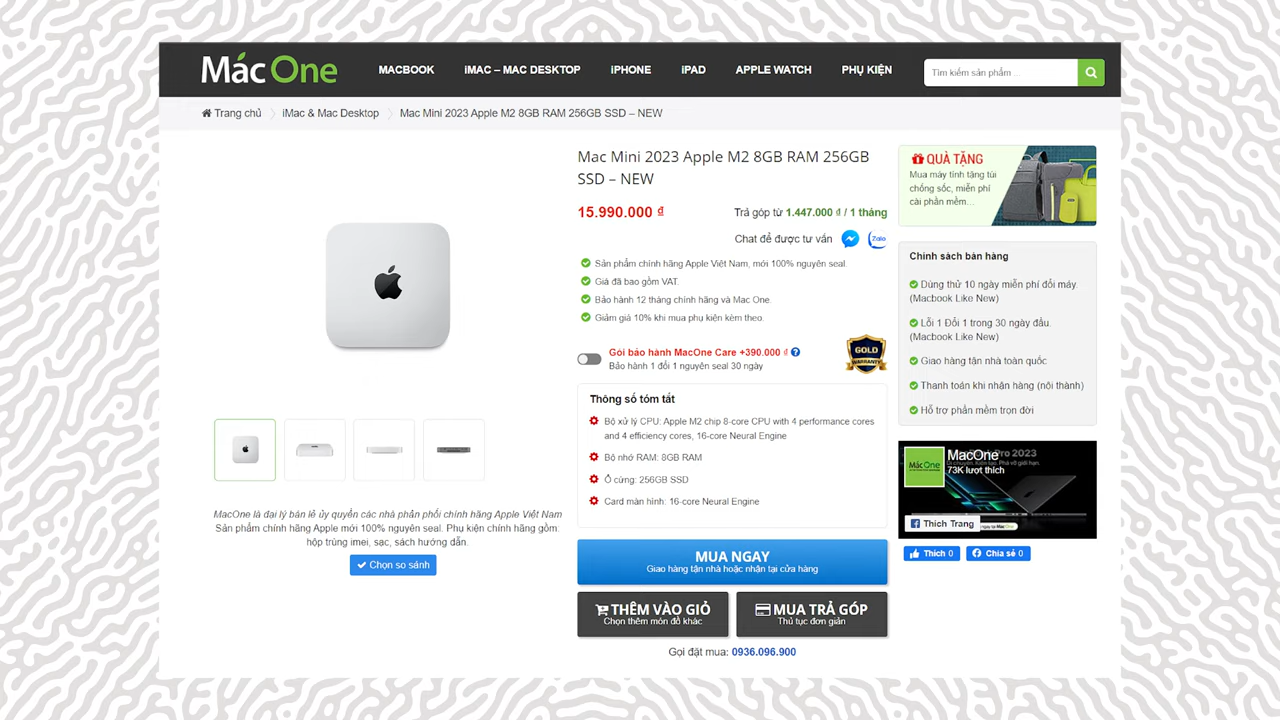 MácOne
MACBOOK
iMAC – MAC DESKTOP
iPHONE
iPAD
APPLE WATCH
PHỤ KIỆN
Tìm kiếm sản phẩm ...
Trang chủ
iMac & Mac Desktop
Mac Mini 2023 Apple M2 8GB RAM 256GB SSD – NEW
Mac Mini 2023 Apple M2 8GB RAM 256GB
SSD – NEW
15.990.000 ₫
Trả góp từ 1.447.000 ₫ / 1 tháng
Chat để được tư vấn
Zalo
Sản phẩm chính hãng Apple Việt Nam, mới 100% nguyên seal.
Giá đã bao gồm VAT.
Bảo hành 12 tháng chính hãng và Mac One.
Giảm giá 10% khi mua phụ kiện kèm theo.
Gói bảo hành MacOne Care +390.000 ₫
Bảo hành 1 đổi 1 nguyên seal 30 ngày
GOLD
WARRANTY
Thông số tóm tắt
Bộ xử lý CPU: Apple M2 chip 8-core CPU with 4 performance cores
and 4 efficiency cores, 16-core Neural Engine
Bộ nhớ RAM: 8GB RAM
Ổ cứng: 256GB SSD
Card màn hình: 16-core Neural Engine
MUA NGAY
Giao hàng tận nhà hoặc nhận tại cửa hàng
THÊM VÀO GIỎ
Chọn thêm món đồ khác
MUA TRẢ GÓP
Thủ tục đơn giản
Gọi đặt mua: 0936.096.900
MacOne là đại lý bán lẻ ủy quyền các nhà phân phối chính hãng Apple Việt Nam
Sản phẩm chính hãng Apple mới 100% nguyên seal. Phụ kiện chính hãng gồm:
hộp trùng imei, sạc, sách hướng dẫn.
Chọn so sánh
QUÀ TẶNG
Mua máy tính tặng túi
chống sốc, miễn phí
cài phần mềm…
Chính sách bán hàng
Dùng thử 10 ngày miễn phí đổi máy.
(Macbook Like New)
Lỗi 1 Đổi 1 trong 30 ngày đầu.
(Macbook Like New)
Giao hàng tận nhà toàn quốc
Thanh toán khi nhận hàng (nội thành)
Hỗ trợ phần mềm trọn đời
MácOne
MacOne
Pro 2023
73K lượt thích
Thích Trang
Thích 0
Chia sẻ 0